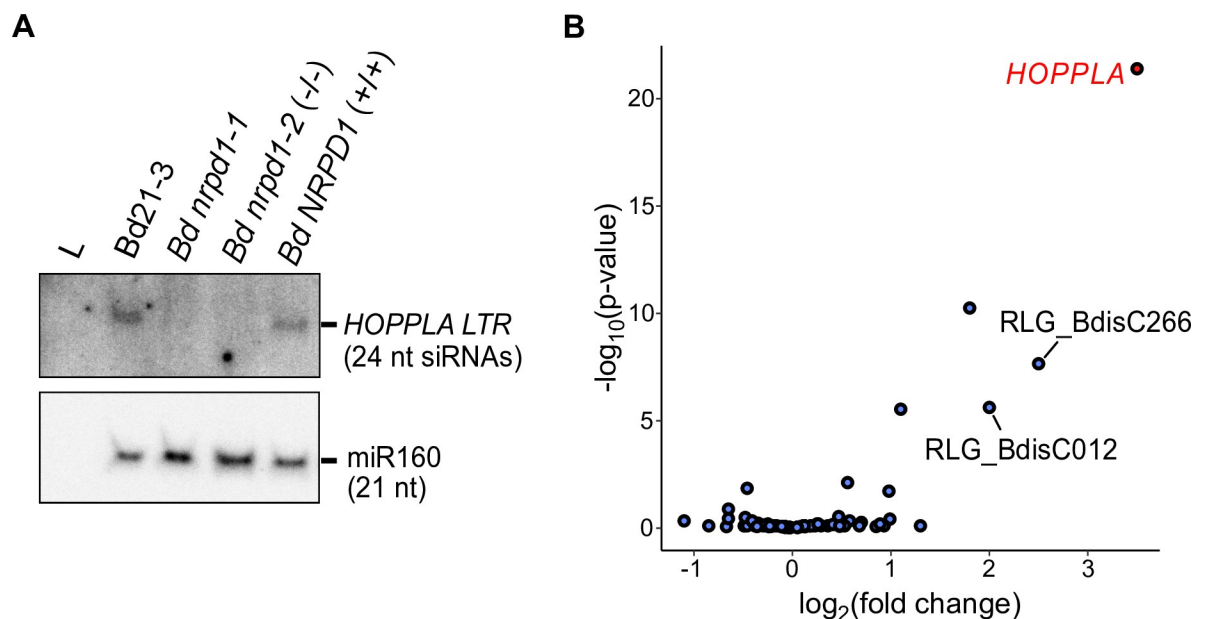 A
L
Bd21-3
Bd nrpd1-1
Bd nrpd1-2 (-/-)
Bd NRPD1 (+/+)
HOPPLA LTR
(24 nt siRNAs)
miR160
(21 nt)
B
HOPPLA
RLG_BdisC266
RLG_BdisC012
-log10(p-value)
20
15
10
5
0
-1 0 1 2 3
log2(fold change)